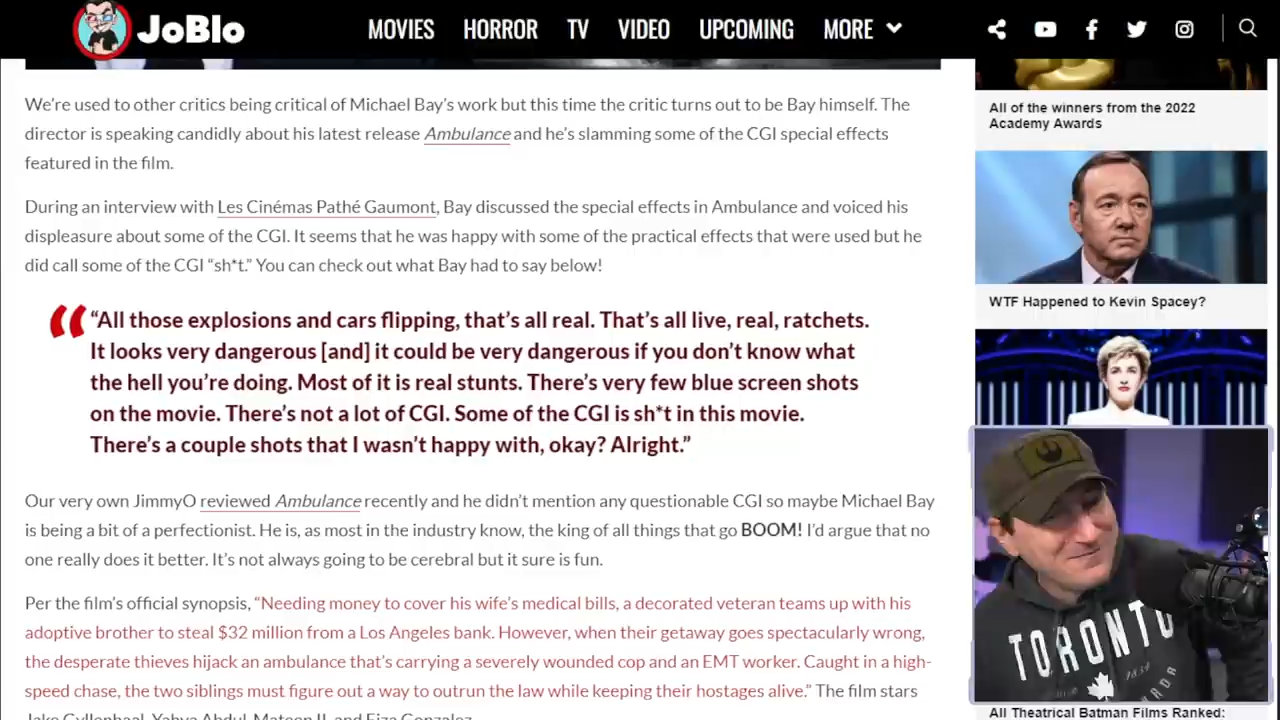 JoBlo
MOVIES HORROR TV VIDEO UPCOMING MORE
We're used to other critics being critical of Michael Bay's work but this time the critic turns out to be Bay himself. The
director is speaking candidly about his latest release Ambulance and he's slamming some of the CGI special effects
featured in the film.
During an interview with Les Cinémas Pathé Gaumont, Bay discussed the special effects in Ambulance and voiced his
displeasure about some of the CGI. It seems that he was happy with some of the practical effects that were used but he
did call some of the CGI “sh*t.” You can check out what Bay had to say below!
“All those explosions and cars flipping, that's all real. That's all live, real, ratchets.
It looks very dangerous [and] it could be very dangerous if you don't know what
the hell you're doing. Most of it is real stunts. There's very few blue screen shots
on the movie. There's not a lot of CGI. Some of the CGI is sh*t in this movie.
There's a couple shots that I wasn't happy with, okay? Alright.”
Our very own JimmyO reviewed Ambulance recently and he didn't mention any questionable CGI so maybe Michael Bay
is being a bit of a perfectionist. He is, as most in the industry know, the king of all things that go BOOM! I'd argue that no
one really does it better. It's not always going to be cerebral but it sure is fun.
Per the film's official synopsis, “Needing money to cover his wife's medical bills, a decorated veteran teams up with his
adoptive brother to steal $32 million from a Los Angeles bank. However, when their getaway goes spectacularly wrong,
the desperate thieves hijack an ambulance that's carrying a severely wounded cop and an EMT worker. Caught in a high-
speed chase, the two siblings must figure out a way to outrun the law while keeping their hostages alive.” The film stars
Jake Gyllenhaal, Yahya Abdul-Mateen II, and Eiza Gonzalez.
All of the winners from the 2022
Academy Awards
WTF Happened to Kevin Spacey?
TORONTO
All Theatrical Batman Films Ranked: